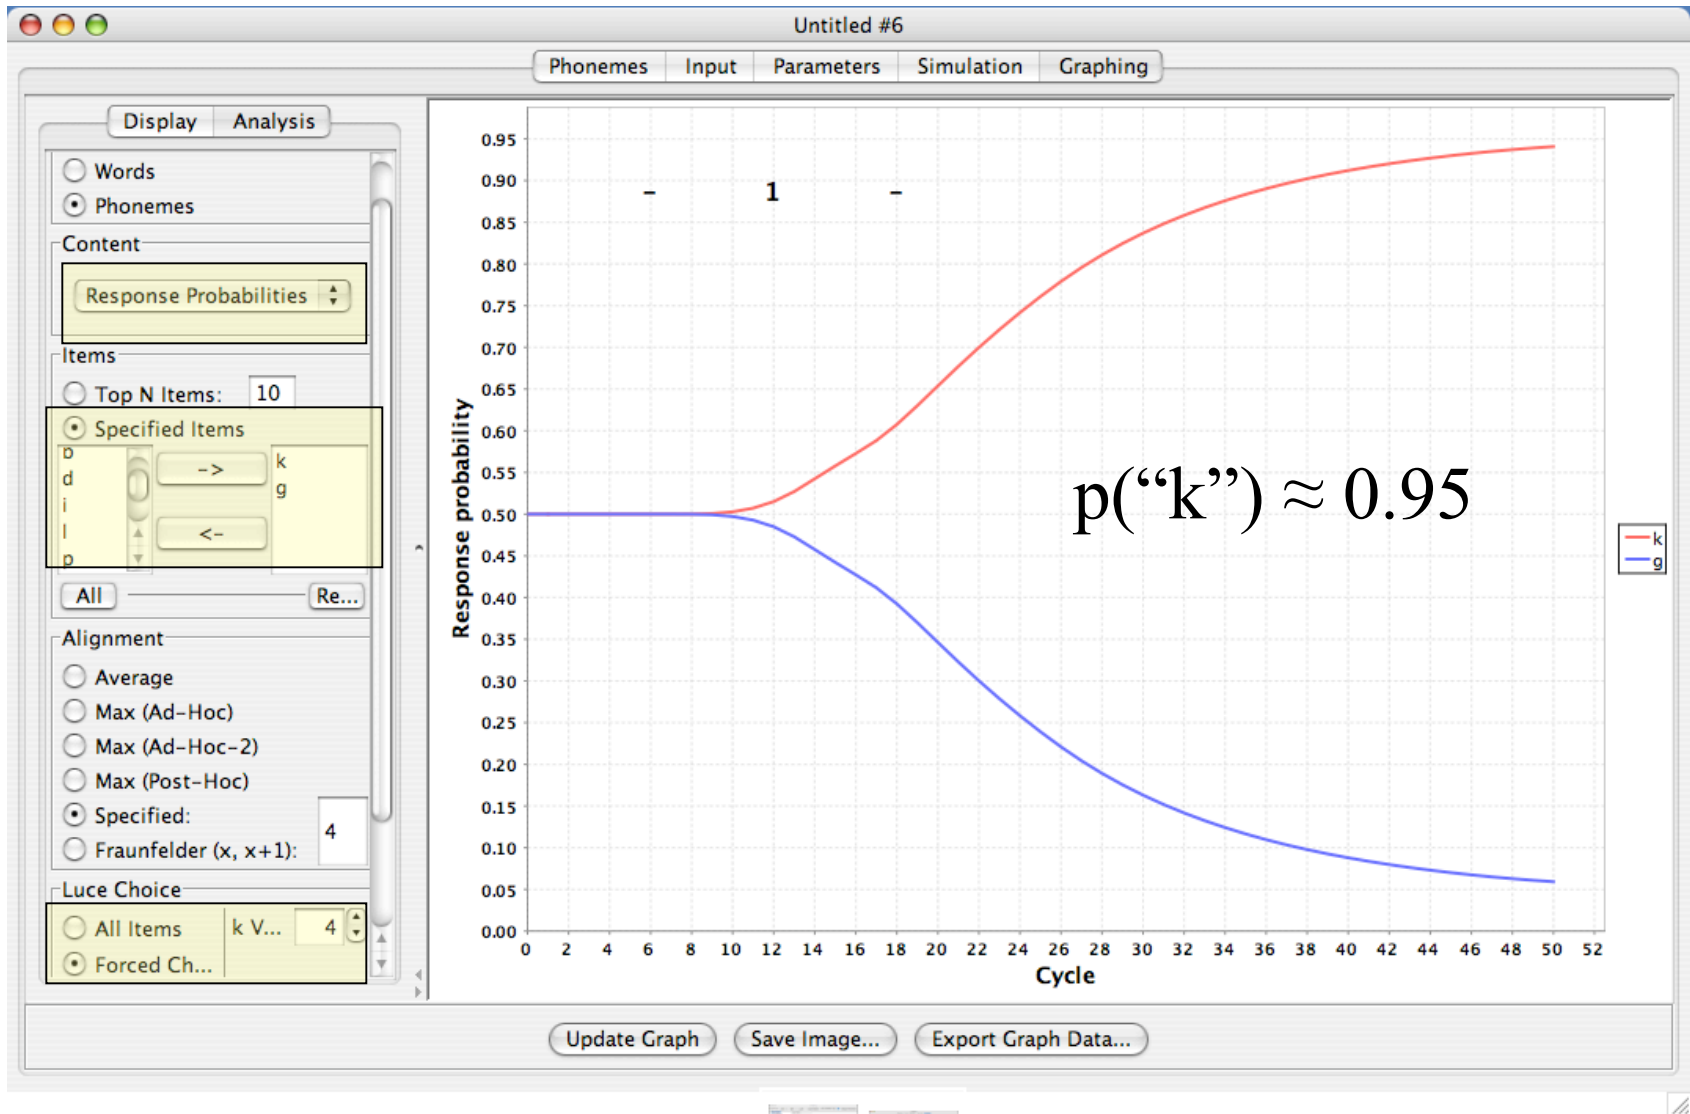 Untitled #6
Phonemes Input Parameters Simulation Graphing
Display Analysis
Words
Phonemes
Content
Response Probabilities
Items
Top N Items: 10
Specified Items
b
d
i
l
p
->
<-
k
g
All Re...
Alignment
Average
Max (Ad-Hoc)
Max (Ad-Hoc-2)
Max (Post-Hoc)
Specified:
4
Fraunfelder (x, x+1):
Luce Choice
All Items k V... 4
Forced Ch...
Response probability
0.95
0.90
0.85
0.80
0.75
0.70
0.65
0.60
0.55
0.50
0.45
0.40
0.35
0.30
0.25
0.20
0.15
0.10
0.05
0.00
- 1 -
p(“k”) ≈ 0.95
k
g
0 2 4 6 8 10 12 14 16 18 20 22 24 26 28 30 32 34 36 38 40 42 44 46 48 50 52
Cycle
Update Graph Save Image... Export Graph Data...